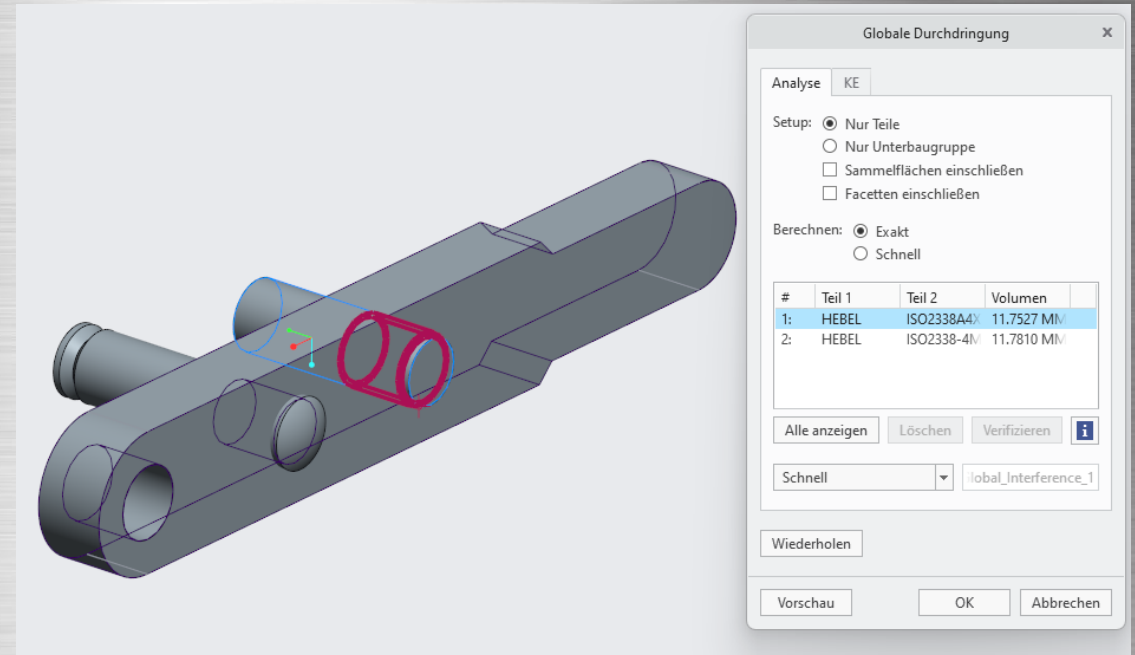 Globale Durchdringung x
Analyse KE
Setup: Nur Teile
Nur Unterbaugruppe
Sammelflächen einschließen
Facetten einschließen
Berechnen: Exakt
Schnell
# Teil 1 Teil 2 Volumen
1: HEBEL ISO2338A4X 11.7527 MM
2: HEBEL ISO2338-4M 11.7810 MM
Alle anzeigen Löschen Verifizieren i
Schnell lobal_Interference_1
Wiederholen
Vorschau OK Abbrechen